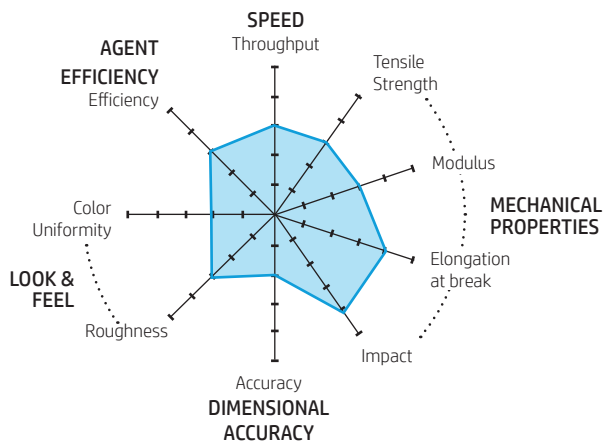 SPEED
Throughput
AGENT
EFFICIENCY
Efficiency
Tensile
Strength
Modulus
MECHANICAL
PROPERTIES
Elongation
at break
Impact
Accuracy
DIMENSIONAL
ACCURACY
Roughness
LOOK &
FEEL
Color
Uniformity